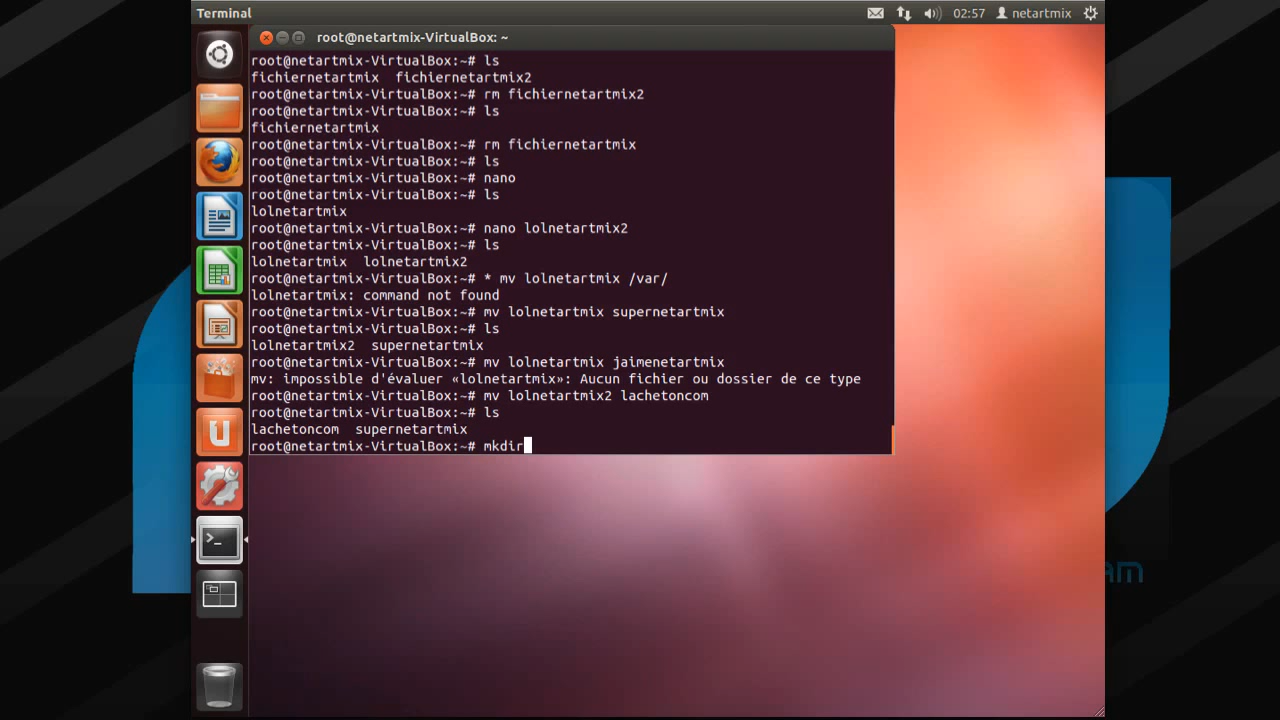 Terminal
02:57 netartmix
root@netartmix-VirtualBox: ~
root@netartmix-VirtualBox:~# ls
fichiernetartmix  fichiernetartmix2
root@netartmix-VirtualBox:~# rm fichiernetartmix2
root@netartmix-VirtualBox:~# ls
fichiernetartmix
root@netartmix-VirtualBox:~# rm fichiernetartmix
root@netartmix-VirtualBox:~# ls
root@netartmix-VirtualBox:~# nano
root@netartmix-VirtualBox:~# ls
lolnetartmix
root@netartmix-VirtualBox:~# nano lolnetartmix2
root@netartmix-VirtualBox:~# ls
lolnetartmix  lolnetartmix2
root@netartmix-VirtualBox:~# * mv lolnetartmix /var/
lolnetartmix: command not found
root@netartmix-VirtualBox:~# mv lolnetartmix supernetartmix
root@netartmix-VirtualBox:~# ls
lolnetartmix2  supernetartmix
root@netartmix-VirtualBox:~# mv lolnetartmix jaimenetartmix
mv: impossible d'évaluer «lolnetartmix»: Aucun fichier ou dossier de ce type
root@netartmix-VirtualBox:~# mv lolnetartmix2 lachetoncom
root@netartmix-VirtualBox:~# ls
lachetoncom  supernetartmix
root@netartmix-VirtualBox:~# mkdir